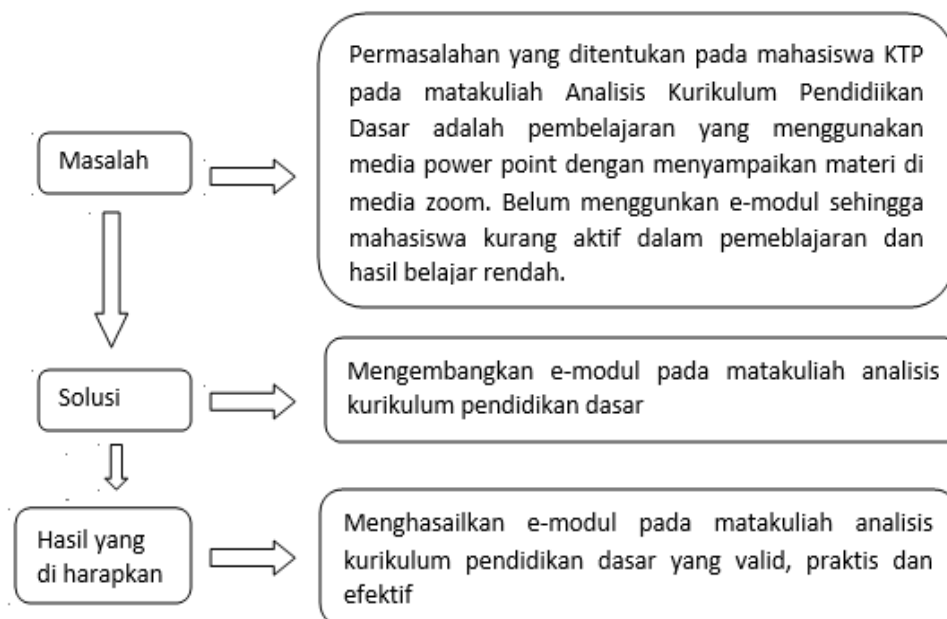 Masalah
Permasalahan yang ditentukan pada mahasiswa KTP
pada matakuliah Analisis Kurikulum Pendidiikan
Dasar adalah pembelajaran yang menggunakan
media power point dengan menyampaikan materi di
media zoom. Belum menggunkan e-modul sehingga
mahasiswa kurang aktif dalam pemeblajaran dan
hasil belajar rendah.
Solusi
Mengembangkan e-modul pada matakuliah analisis
kurikulum pendidikan dasar
Hasil yang
di harapkan
Menghasailkan e-modul pada matakuliah analisis
kurikulum pendidikan dasar yang valid, praktis dan
efektif